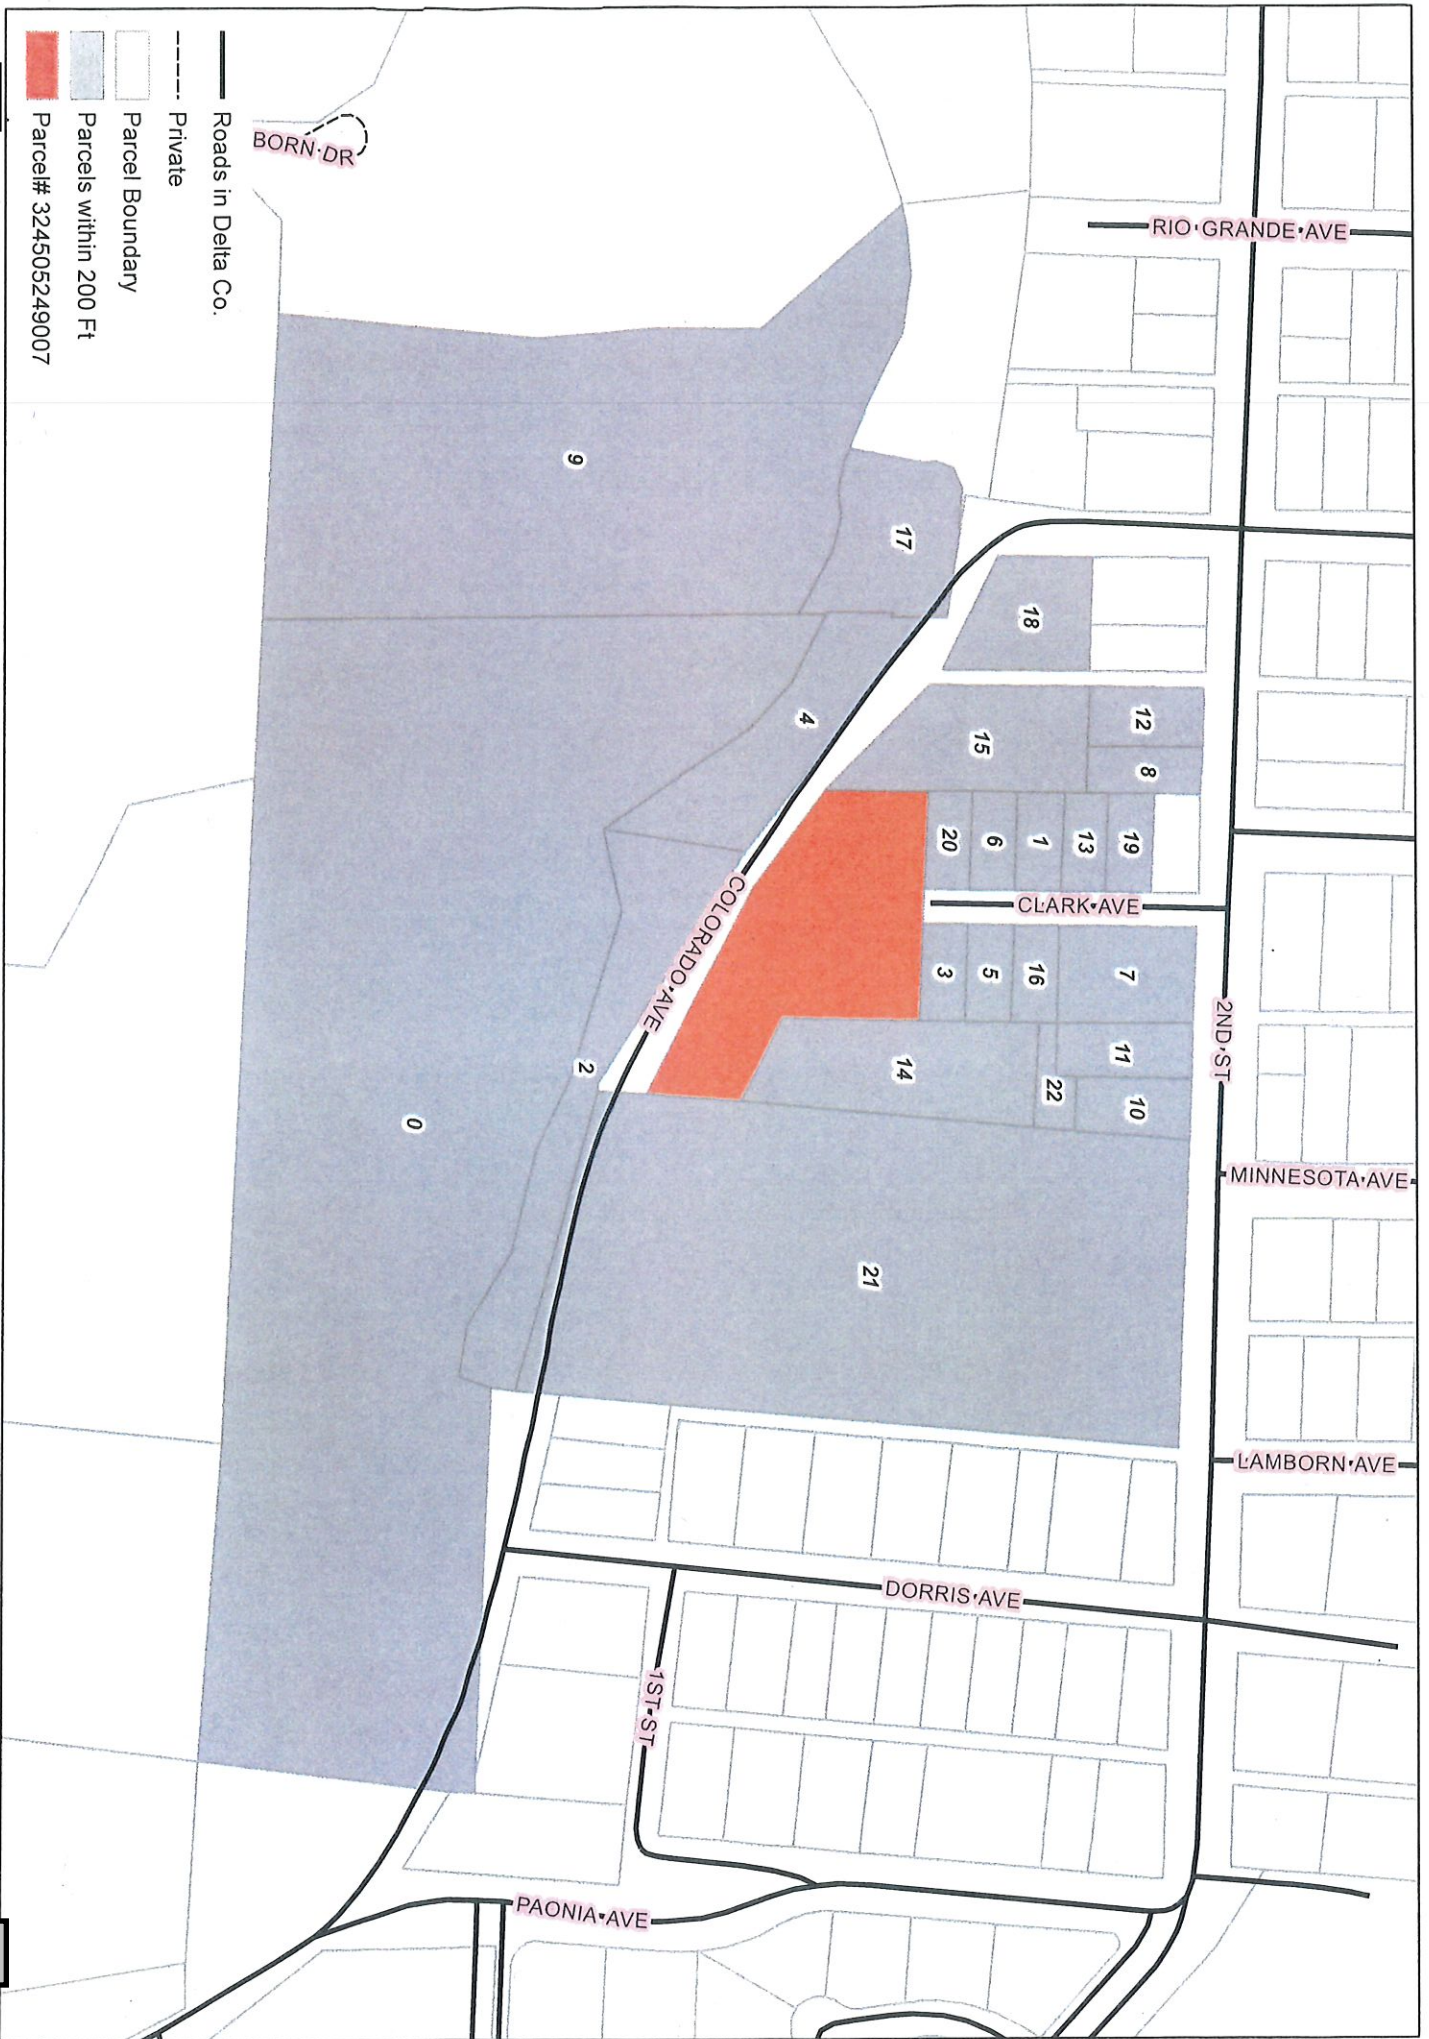 RIO GRANDE AVE
BORN DR
9
17
18
4
15
12
8
20
6
1
13
19
CLARK AVE
COLORADO AVE
3
5
16
7
2ND ST
14
11
22
10
2
0
MINNESOTA AVE
21
LAMBORN AVE
DORRIS AVE
1ST ST
PAONIA AVE
Roads in Delta Co.
Private
Parcel Boundary
Parcels within 200 Ft
Parcel# 324505249007